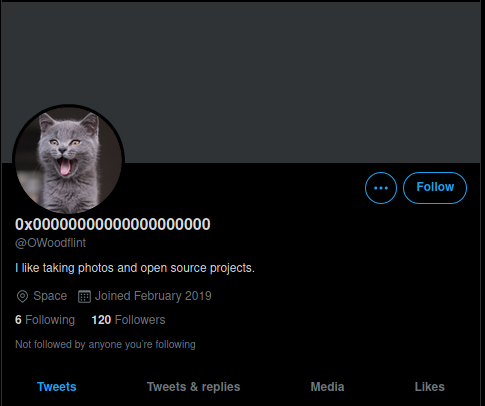 Follow
0x00000000000000000000
@OWoodflint
I like taking photos and open source projects.
Space Joined February 2019
6 Following 120 Followers
Not followed by anyone you're following
Tweets Tweets & replies Media Likes